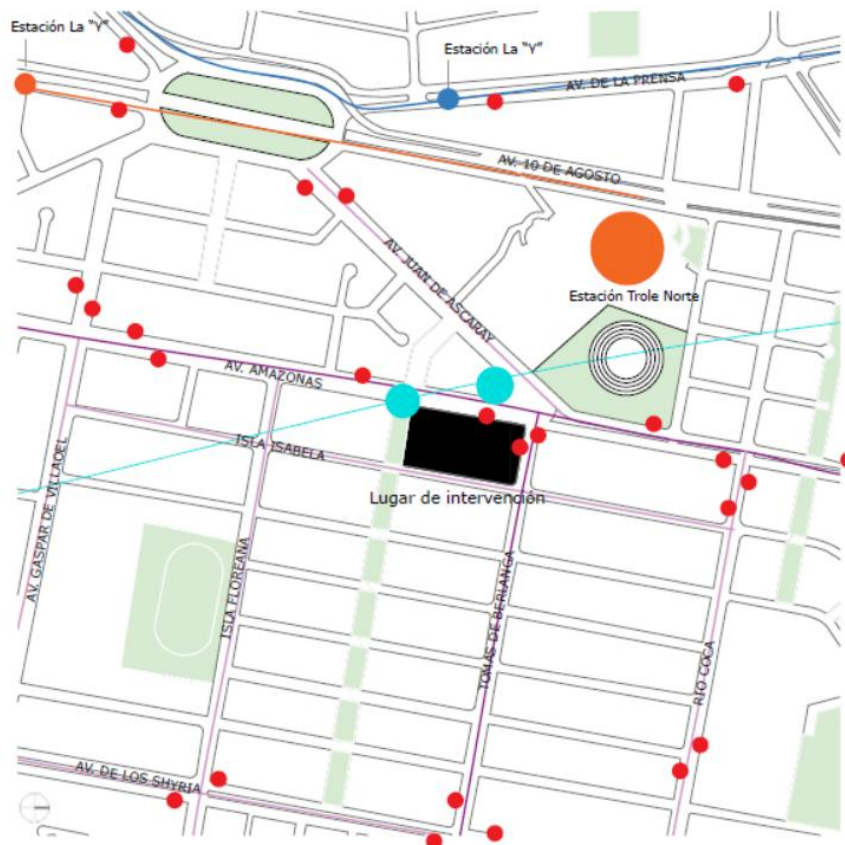 Estación La "Y"
Estación La "Y"
AV. DE LA PRENSA
AV. 10 DE AGOSTO
AV. JUAN DE ASCARAY
Estación Trole Norte
AV. AMAZONAS
ISLA ISABELA
Lugar de intervención
AV. GASPAR DE VILLAOEL
ISLA FLOREANA
TOMAS DE BERLANGA
RIO COCA
AV. DE LOS SHYRIA